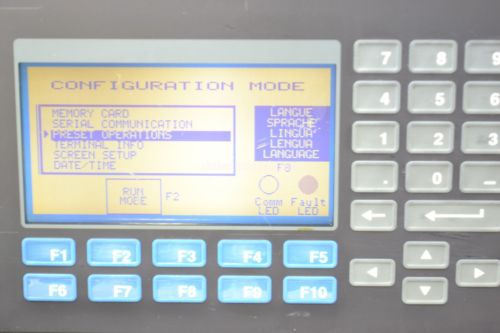 CONFIGURATION MODE
MEMORY CARD
SERIAL COMMUNICATION
PRESET OPERATIONS
TERMINAL INFO
SCREEN SETUP
DATE/TIME
LANGUE
SPRACHE
LINGUA
LENGUA
LANGUAGE
F8
RUN
MODE
F2
Comm
LED
Fault
LED
7 8 9
4 5 6
1 2 3
. 0 -
F1 F2 F3 F4 F5
F6 F7 F8 F9 F10